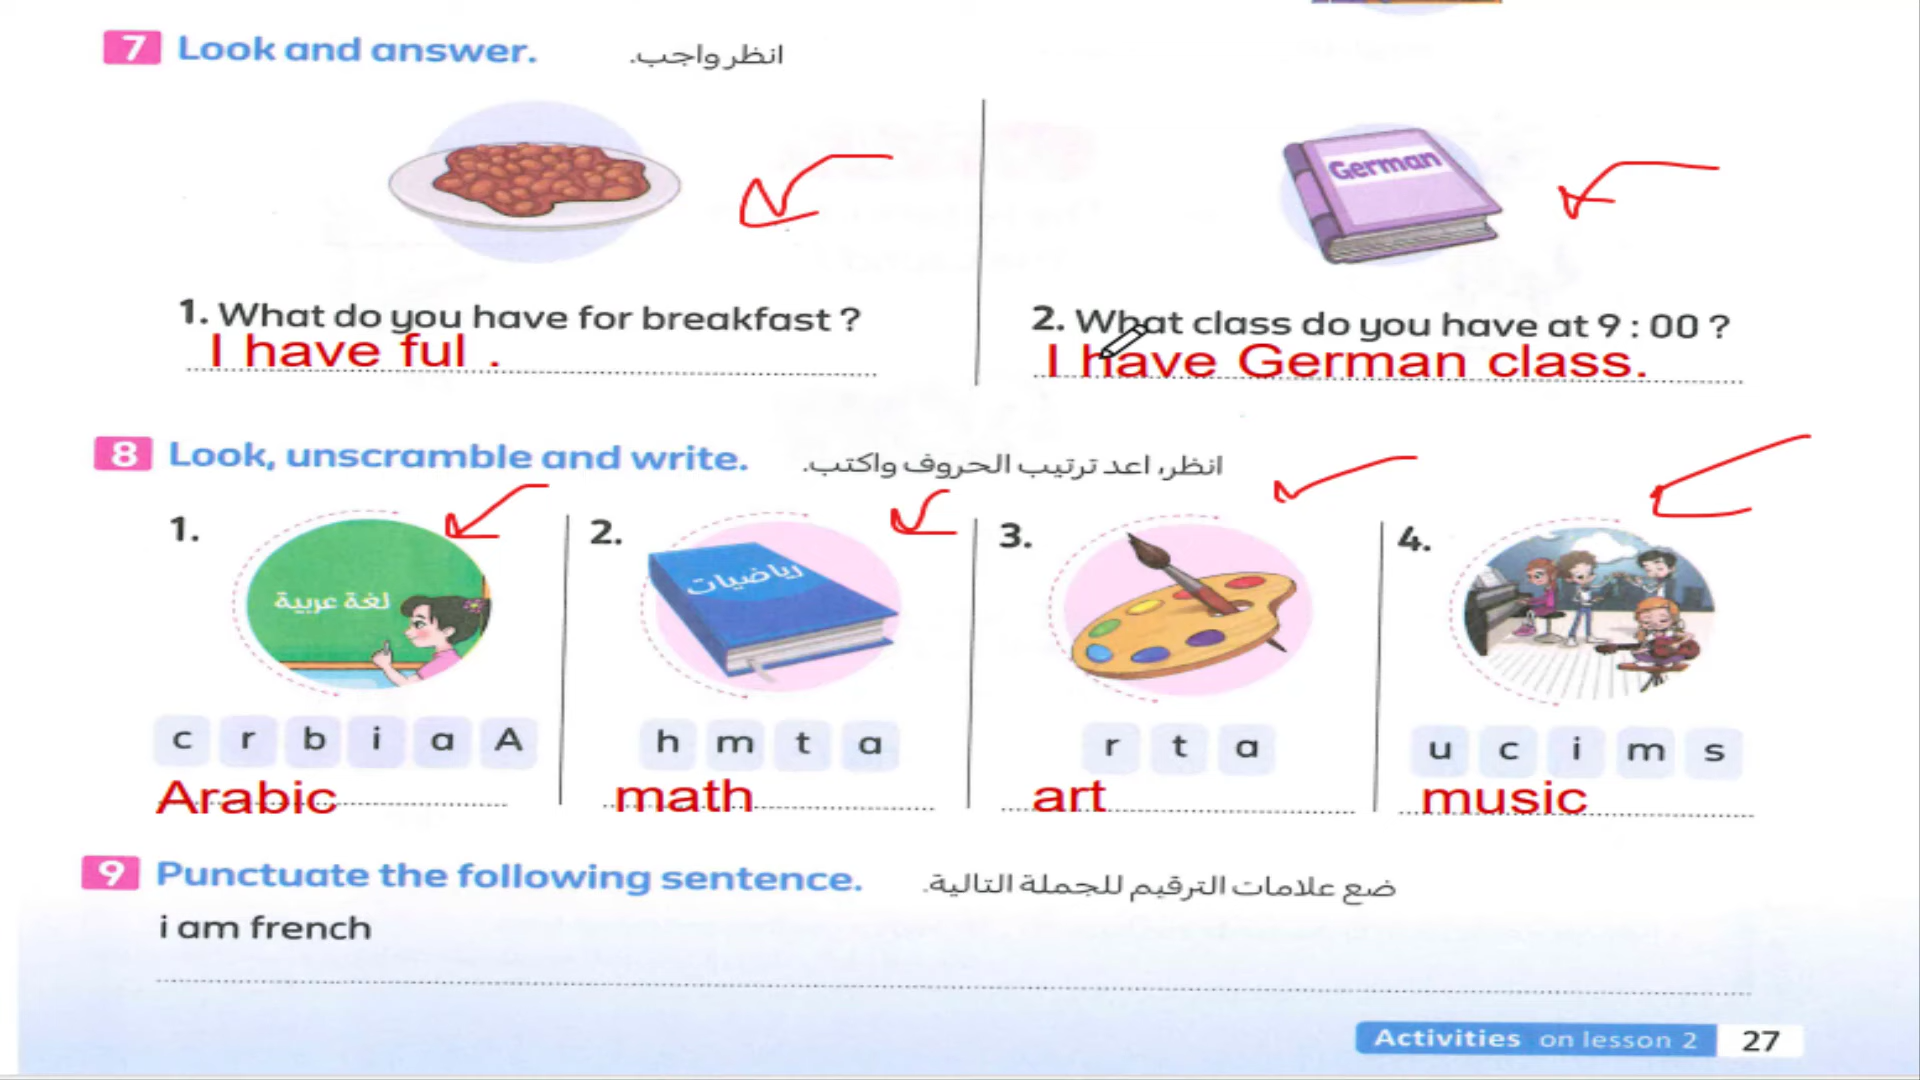 7 Look and answer. انظر واجب.
German
1. What do you have for breakfast ?
I have ful .
2. What class do you have at 9 : 00 ?
I have German class.
8 Look, unscramble and write. انظر، اعد ترتيب الحروف واكتب.
1.
لغة عربية
c r b i a A
Arabic
2.
رياضيات
h m t a
math
3.
r t a
art
4.
u c i m s
music
9 Punctuate the following sentence. ضع علامات الترقيم للجملة التالية.
i am french
Activities on lesson 2 27